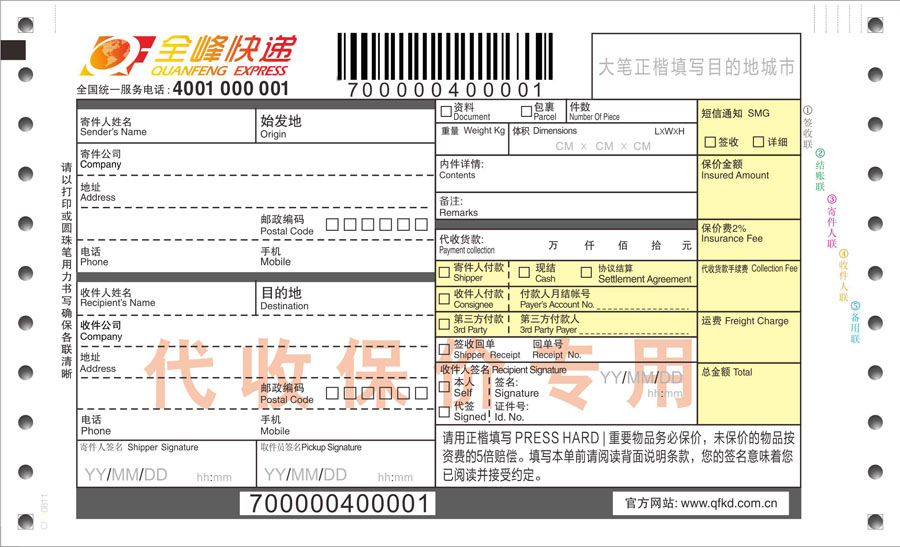 全峰快递
QUANFENG EXPRESS
全国统一服务电话:4001 000 001
700000400001
大笔正楷填写目的地城市
寄件人姓名
Sender's Name
始发地
Origin
寄件公司
Company
地址
Address
邮政编码
Postal Code
电话
Phone
手机
Mobile
收件人姓名
Recipient's Name
目的地
Destination
收件公司
Company
地址
Address
邮政编码
Postal Code
电话
Phone
手机
Mobile
寄件人签名 Shipper Signature
YY/MM/DD hh:mm
取件员签名Pickup Signature
YY/MM/DD hh:mm
资料
Document
包裹
Parcel
件数
Number Of Piece
重量 Weight Kg
体积 Dimensions LxWxH
CM x CM x CM
内件详情:
Contents
备注:
Remarks
代收货款:
Payment collection
万 仟 佰 拾 元
寄件人付款
Shipper
现结
Cash
协议结算
Settlement Agreement
收件人付款
Consignee
付款人月结帐号
Payer's Account No.
第三方付款
3rd Party
第三方付款人
3rd Party Payer
签收回单
Shipper Receipt
回单号
Receipt No.
收件人签名 Recipient Signature
本人
Self
签名:
Signature
YY/MM/DD
hh:mm
代签
Signed
证件号:
Id. No.
短信通知 SMG
签收 详细
保价金额
Insured Amount
保价费2%
Insurance Fee
代收货款手续费 Collection Fee
运费 Freight Charge
总金额 Total
请用正楷填写 PRESS HARD | 重要物品务必保价，未保价的物品按
资费的5倍赔偿。填写本单前请阅读背面说明条款，您的签名意味着您
已阅读并接受约定。
代收保价专用
700000400001
官方网站: www.qfkd.com.cn
请以打印或圆珠笔用力书写确保各联清晰
①签收联
②结账联
③寄件人联
④收件人联
⑤备用联